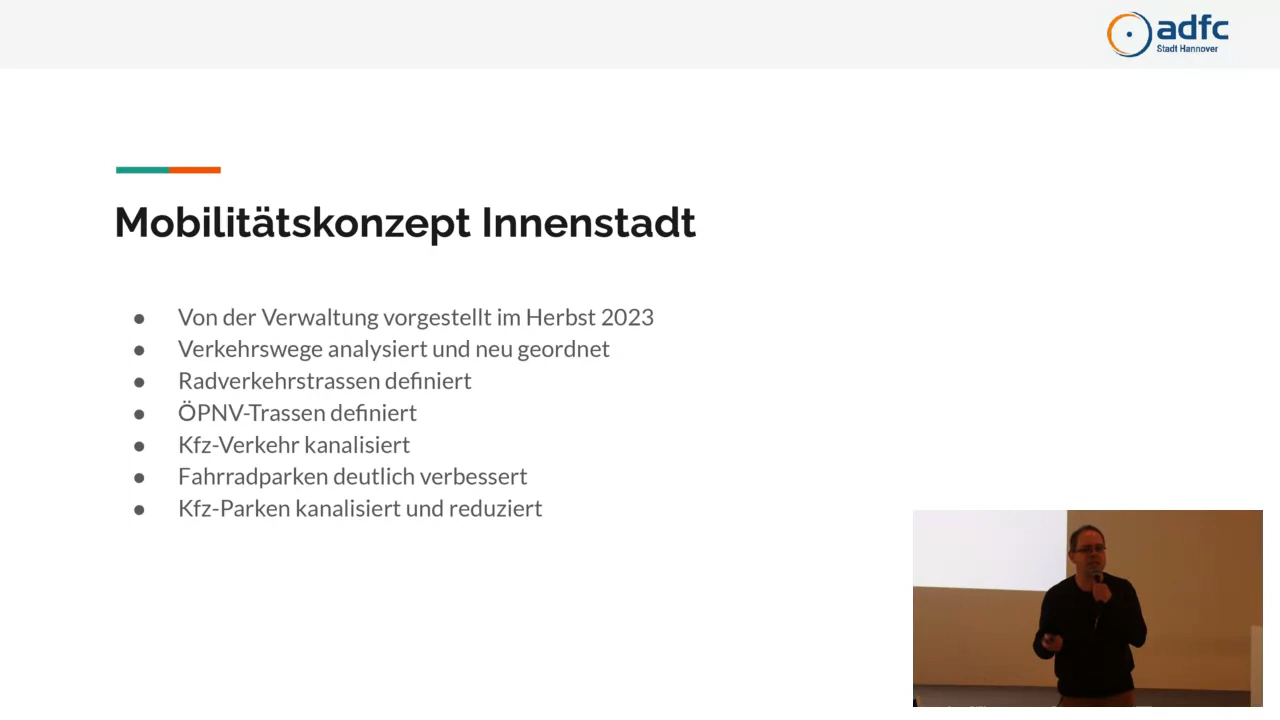 adfc
Stadt Hannover
Mobilitätskonzept Innenstadt
● Von der Verwaltung vorgestellt im Herbst 2023
● Verkehrswege analysiert und neu geordnet
● Radverkehrstrassen definiert
● ÖPNV-Trassen definiert
● Kfz-Verkehr kanalisiert
● Fahrradparken deutlich verbessert
● Kfz-Parken kanalisiert und reduziert